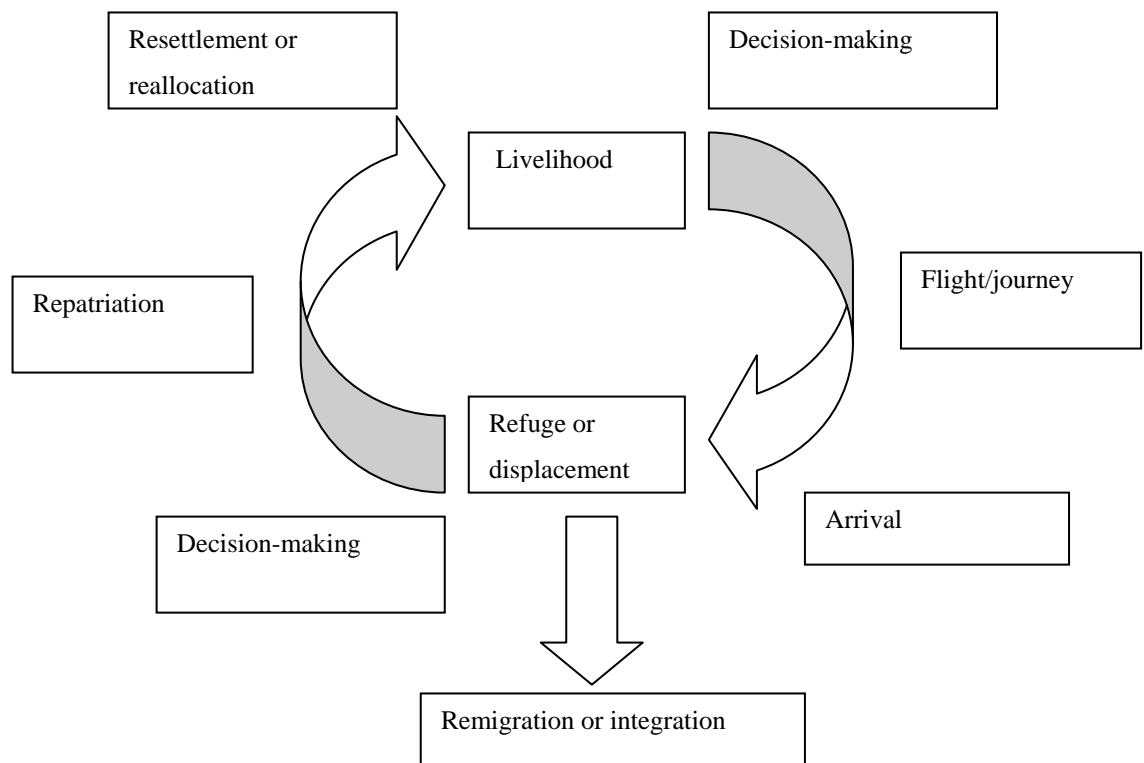 Resettlement or
reallocation
Decision-making
Livelihood
Repatriation
Flight/journey
Refuge or
displacement
Decision-making
Arrival
Remigration or integration